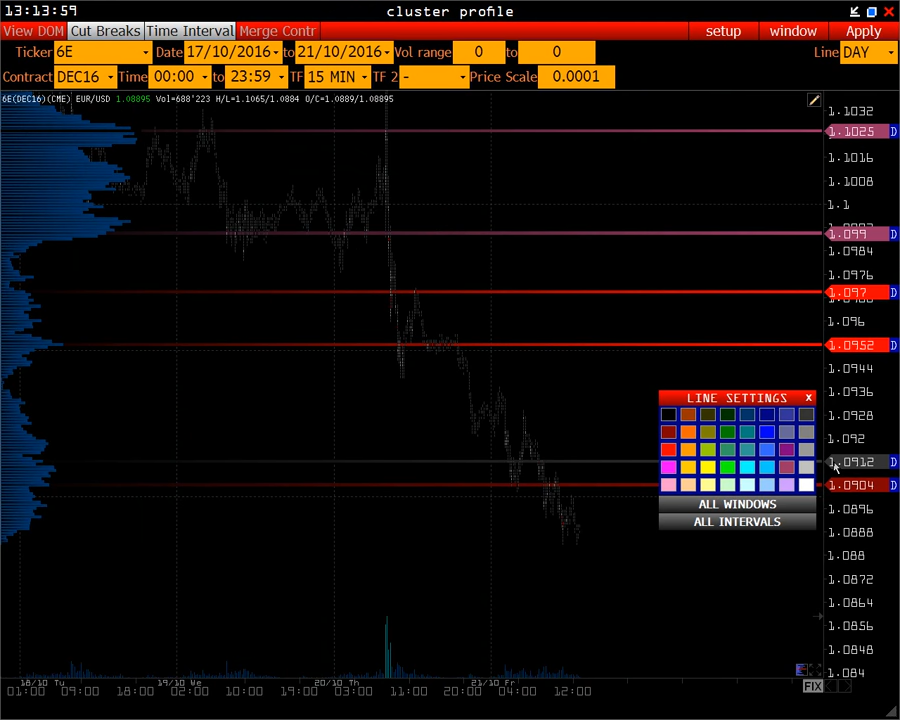 13:13:59 cluster profile
View DOM Cut Breaks Time Interval Merge Contr setup window Apply
Ticker 6E Date 17/10/2016 to 21/10/2016 Vol range 0 to 0 Line DAY
Contract DEC16 Time 00:00 to 23:59 TF 15 MIN TF 2 - Price Scale 0.0001
6E(DEC16)(CME) EUR/USD 1.08895 Vol=688'223 H/L=1.1065/1.0884 O/C=1.0889/1.08895
1.1032
1.1025 D
1.1016
1.1008
1.1
1.099 D
1.0984
1.0976
1.097 D
1.096
1.0952 D
1.0944
1.0936
LINE SETTINGS x
1.0928
1.092
1.0912 D
1.0904 D
ALL WINDOWS
1.0896
ALL INTERVALS
1.0888
1.088
1.0872
1.0864
1.0856
1.0848
1.084
18/10 Tu 19/10 We 20/10 Th 21/10 Fr
01:00 09:00 18:00 02:00 10:00 19:00 03:00 11:00 20:00 04:00 12:00 FIX